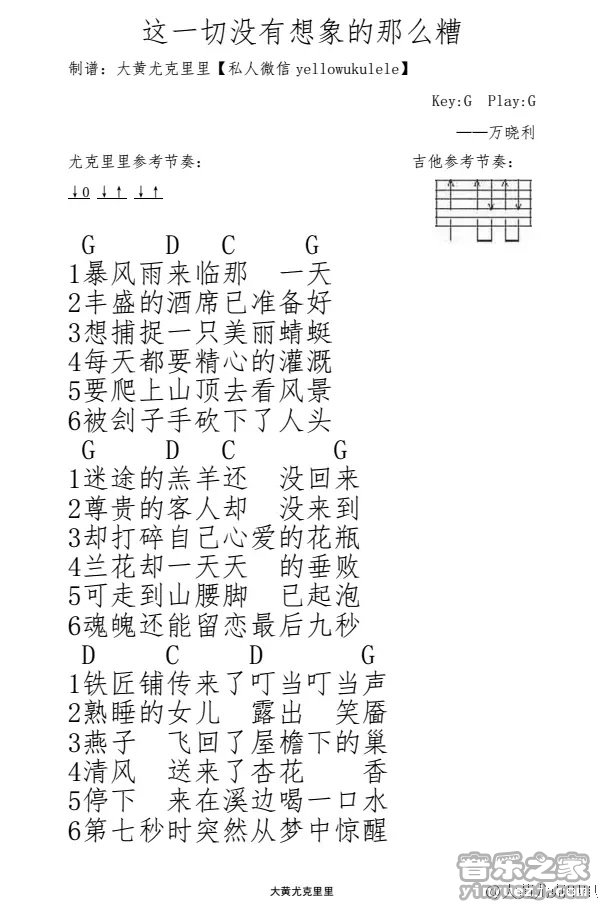 这一切没有想象的那么糟
制谱：大黄尤克里里【私人微信 yellowukulele】
Key:G Play:G
——万晓利
尤克里里参考节奏： 吉他参考节奏：
↓0 ↓↑ ↓↑
G D C G
1暴风雨来临那 一天
2丰盛的酒席已准备好
3想捕捉一只美丽蜻蜓
4每天都要精心的灌溉
5要爬上山顶去看风景
6被刽子手砍下了人头
G D C G
1迷途的羔羊还 没回来
2尊贵的客人却 没来到
3却打碎自己心爱的花瓶
4兰花却一天天 的垂败
5可走到山腰脚 已起泡
6魂魄还能留恋最后九秒
D C D G
1铁匠铺传来了叮当叮当声
2熟睡的女儿 露出 笑靥
3燕子 飞回了屋檐下的巢
4清风 送来了杏花 香
5停下 来在溪边喝一口水
6第七秒时突然从梦中惊醒
音乐之家
大黄尤克里里